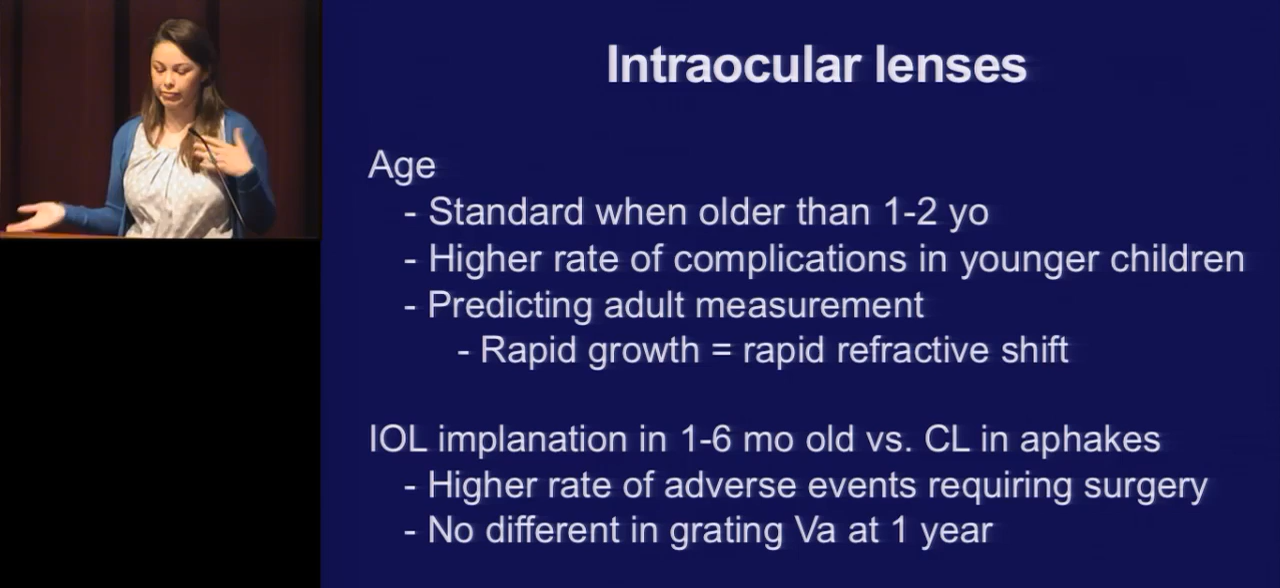 Intraocular lenses
Age
- Standard when older than 1-2 yo
- Higher rate of complications in younger children
- Predicting adult measurement
- Rapid growth = rapid refractive shift
IOL implanation in 1-6 mo old vs. CL in aphakes
- Higher rate of adverse events requiring surgery
- No different in grating Va at 1 year